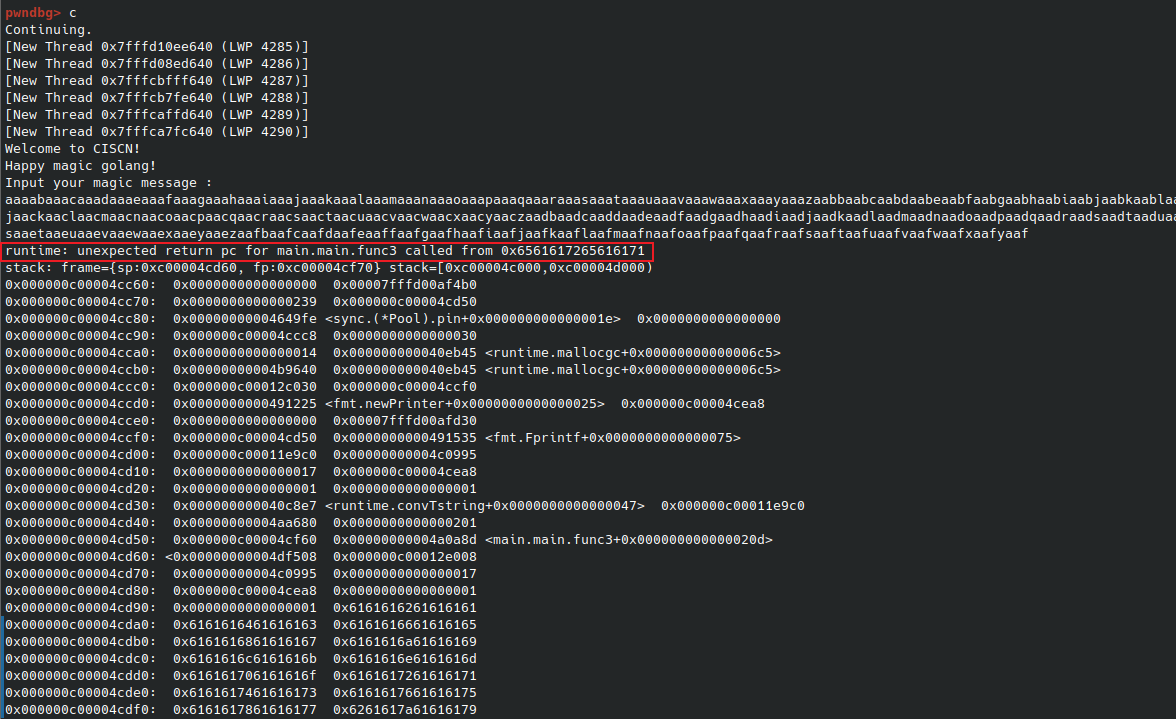 pwndbg> c
Continuing.
[New Thread 0x7fffd10ee640 (LWP 4285)]
[New Thread 0x7fffd08ed640 (LWP 4286)]
[New Thread 0x7fffcbfff640 (LWP 4287)]
[New Thread 0x7fffcb7fe640 (LWP 4288)]
[New Thread 0x7fffcaffd640 (LWP 4289)]
[New Thread 0x7fffca7fc640 (LWP 4290)]
Welcome to CISCN!
Happy magic golang!
Input your magic message :
aaaabaaacaaadaaaeaaafaaagaaahaaaiaaajaaakaaalaaamaaanaaaoaaapaaaqaaaraaasaaataaauaaavaaawaaaxaaayaaazaabbaabcaabdaabeaabfaabgaabhaabiaabjaabkaabla
jaackaaclaacmaacnaacoaacpaacqaacraacsaactaacuaacvaacwaacxaacyaaczaadbaadcaaddaadeaadfaadgaadhaadiaadjaadkaadlaadmaadnaadoaadpaadqaadraadsaadtaaduaa
saaetaaeuaaevaaewaaexaaeyaaezaafbaafcaafdaafeaaffaafgaafhaafiaafjaafkaaflaafmaafnaafoaafpaafqaafraafsaaftaafuaafvaafwaafxaafyaaf
runtime: unexpected return pc for main.main.func3 called from 0x6561617265616171
stack: frame={sp:0xc00004cd60, fp:0xc00004cf70} stack=[0xc00004c000,0xc00004d000)
0x000000c00004cc60:  0x0000000000000000  0x00007fffd00af4b0
0x000000c00004cc70:  0x0000000000000239  0x000000c00004cd50
0x000000c00004cc80:  0x00000000004649fe <sync.(*Pool).pin+0x000000000000001e>  0x0000000000000000
0x000000c00004cc90:  0x000000c00004ccc8  0x0000000000000030
0x000000c00004cca0:  0x0000000000000014  0x000000000040eb45 <runtime.mallocgc+0x00000000000006c5>
0x000000c00004ccb0:  0x00000000004b9640  0x000000000040eb45 <runtime.mallocgc+0x00000000000006c5>
0x000000c00004ccc0:  0x000000c00012c030  0x000000c00004ccf0
0x000000c00004ccd0:  0x0000000000491225 <fmt.newPrinter+0x0000000000000025>  0x000000c00004cea8
0x000000c00004cce0:  0x0000000000000000  0x00007fffd00afd30
0x000000c00004ccf0:  0x000000c00004cd50  0x0000000000491535 <fmt.Fprintf+0x0000000000000075>
0x000000c00004cd00:  0x000000c00011e9c0  0x00000000004c0995
0x000000c00004cd10:  0x0000000000000017  0x000000c00004cea8
0x000000c00004cd20:  0x0000000000000001  0x0000000000000001
0x000000c00004cd30:  0x000000000040c8e7 <runtime.convTstring+0x0000000000000047>  0x000000c00011e9c0
0x000000c00004cd40:  0x00000000004aa680  0x0000000000000201
0x000000c00004cd50:  0x000000c00004cf60  0x00000000004a0a8d <main.main.func3+0x000000000000020d>
0x000000c00004cd60: <0x00000000004df508  0x000000c00012e008
0x000000c00004cd70:  0x00000000004c0995  0x0000000000000017
0x000000c00004cd80:  0x000000c00004cea8  0x0000000000000001
0x000000c00004cd90:  0x0000000000000001  0x6161616261616161
0x000000c00004cda0:  0x6161616461616163  0x6161616661616165
0x000000c00004cdb0:  0x6161616861616167  0x6161616a61616169
0x000000c00004cdc0:  0x6161616c6161616b  0x6161616e6161616d
0x000000c00004cdd0:  0x616161706161616f  0x6161617261616171
0x000000c00004cde0:  0x6161617461616173  0x6161617661616175
0x000000c00004cdf0:  0x6161617861616177  0x6261617a61616179